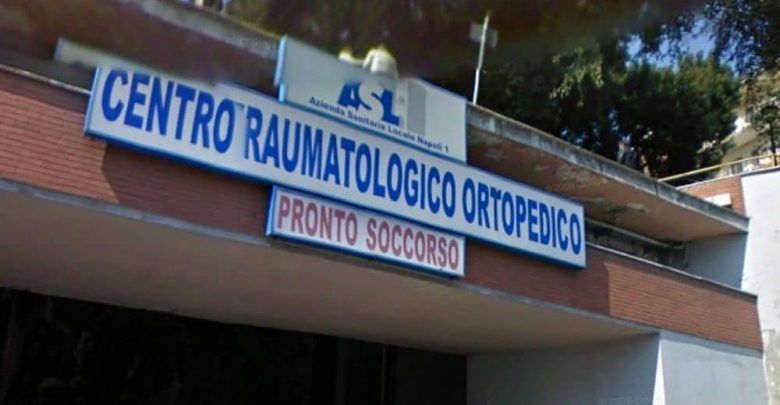 ASL
Azienda Sanitaria Locale Napoli 1
CENTRO RAUMATOLOGICO ORTOPEDICO
PRONTO SOCCORSO